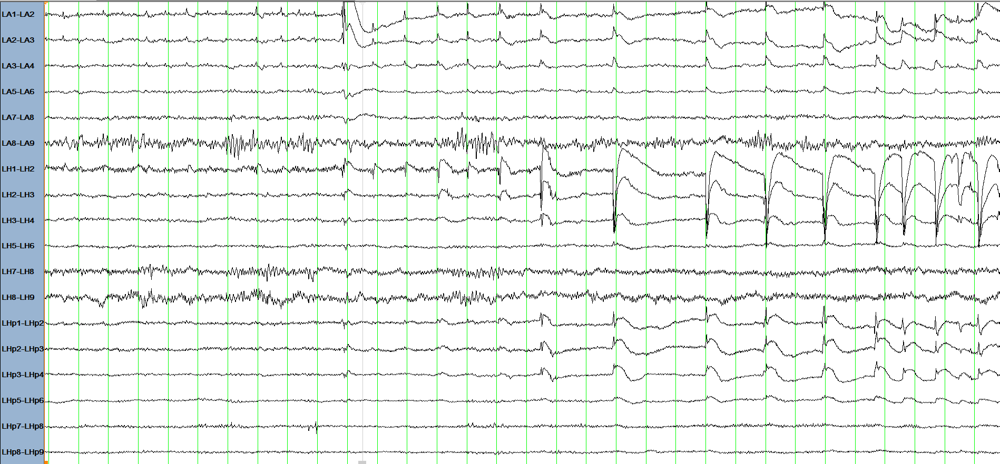 LA1-LA2
LA2-LA3
LA3-LA4
LA5-LA6
LA7-LA8
LA8-LA9
LH1-LH2
LH2-LH3
LH3-LH4
LH5-LH6
LH7-LH8
LH8-LH9
LHp1-LHp2
LHp2-LHp3
LHp3-LHp4
LHp5-LHp6
LHp7-LHp8
LHp8-LHp9